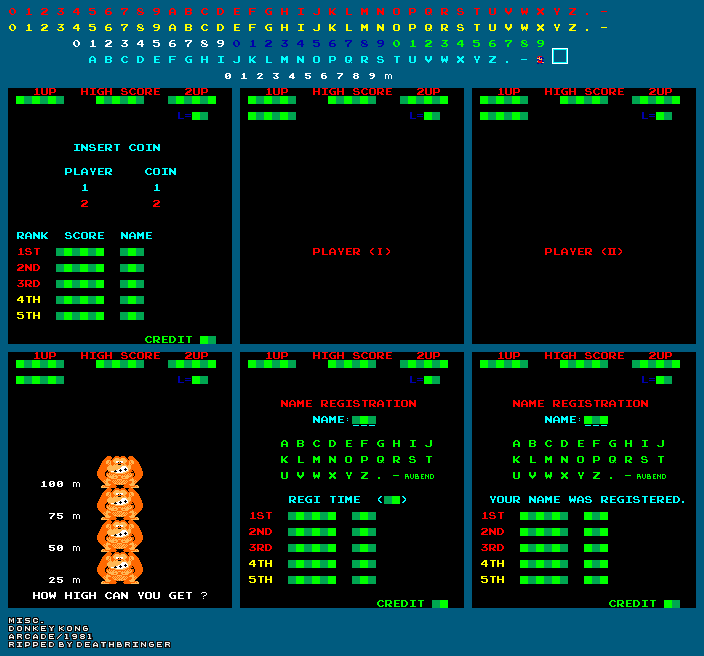 0 1 2 3 4 5 6 7 8 9 A B C D E F G H I J K L M N O P Q R S T U V W X Y Z . -
0 1 2 3 4 5 6 7 8 9 A B C D E F G H I J K L M N O P Q R S T U V W X Y Z . -
0 1 2 3 4 5 6 7 8 9 0 1 2 3 4 5 6 7 8 9 0 1 2 3 4 5 6 7 8 9
A B C D E F G H I J K L M N O P Q R S T U V W X Y Z . -
0 1 2 3 4 5 6 7 8 9 m
1UP HIGH SCORE 2UP
L=
INSERT COIN
PLAYER COIN
1 1
2 2
RANK SCORE NAME
1ST
2ND
3RD
4TH
5TH
CREDIT
1UP HIGH SCORE 2UP
L=
PLAYER (I)
1UP HIGH SCORE 2UP
L=
PLAYER (II)
1UP HIGH SCORE 2UP
L=
100 m
75 m
50 m
25 m
HOW HIGH CAN YOU GET ?
1UP HIGH SCORE 2UP
L=
NAME REGISTRATION
NAME:
A B C D E F G H I J
K L M N O P Q R S T
U V W X Y Z . - RUBEND
REGI TIME ( )
1ST
2ND
3RD
4TH
5TH
CREDIT
1UP HIGH SCORE 2UP
L=
NAME REGISTRATION
NAME:
A B C D E F G H I J
K L M N O P Q R S T
U V W X Y Z . - RUBEND
YOUR NAME WAS REGISTERED.
1ST
2ND
3RD
4TH
5TH
CREDIT
MISC.
DONKEY KONG
ARCADE/1981
RIPPED BY DEATHBRINGER